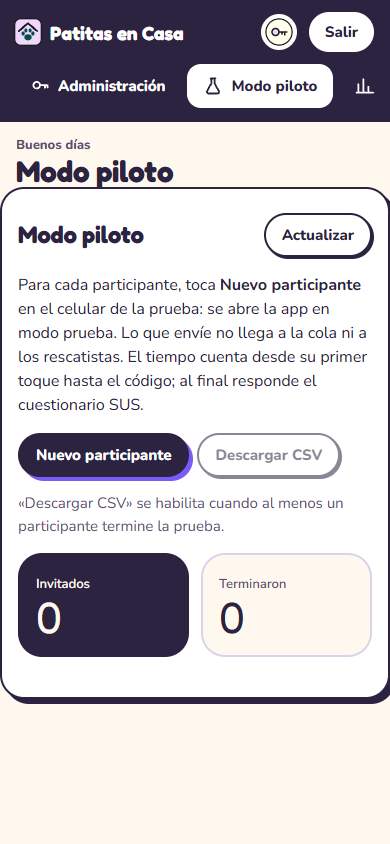 Patitas en Casa
Salir
Administración
Modo piloto
Buenos días
Modo piloto
Modo piloto
Actualizar
Para cada participante, toca Nuevo participante
en el celular de la prueba: se abre la app en
modo prueba. Lo que envíe no llega a la cola ni a
los rescatistas. El tiempo cuenta desde su primer
toque hasta el código; al final responde el
cuestionario SUS.
Nuevo participante
Descargar CSV
«Descargar CSV» se habilita cuando al menos un
participante termine la prueba.
Invitados
0
Terminaron
0